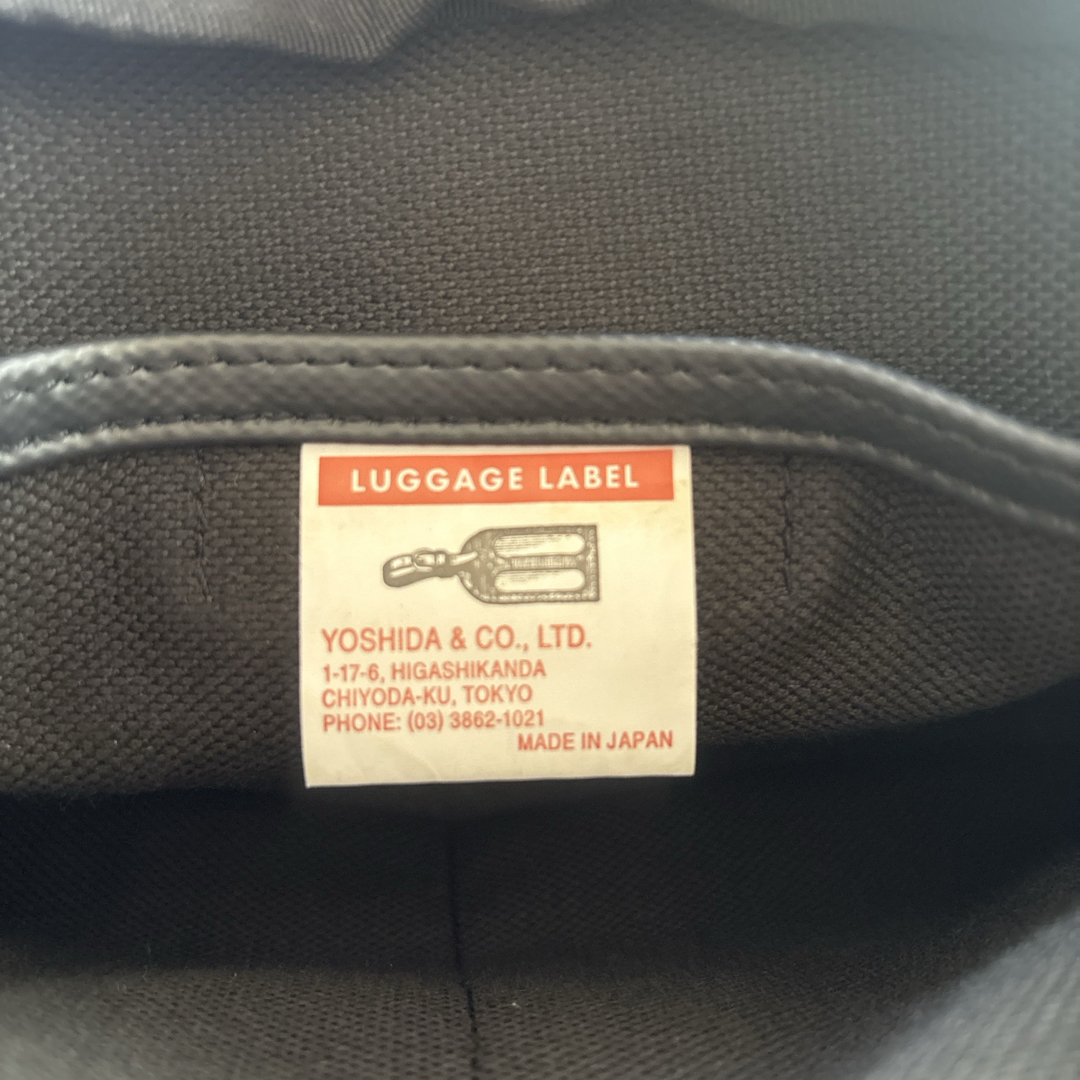 LUGGAGE LABEL
YOSHIDA & CO., LTD.
1-17-6, HIGASHIKANDA
CHIYODA-KU, TOKYO
PHONE: (03) 3862-1021
MADE IN JAPAN